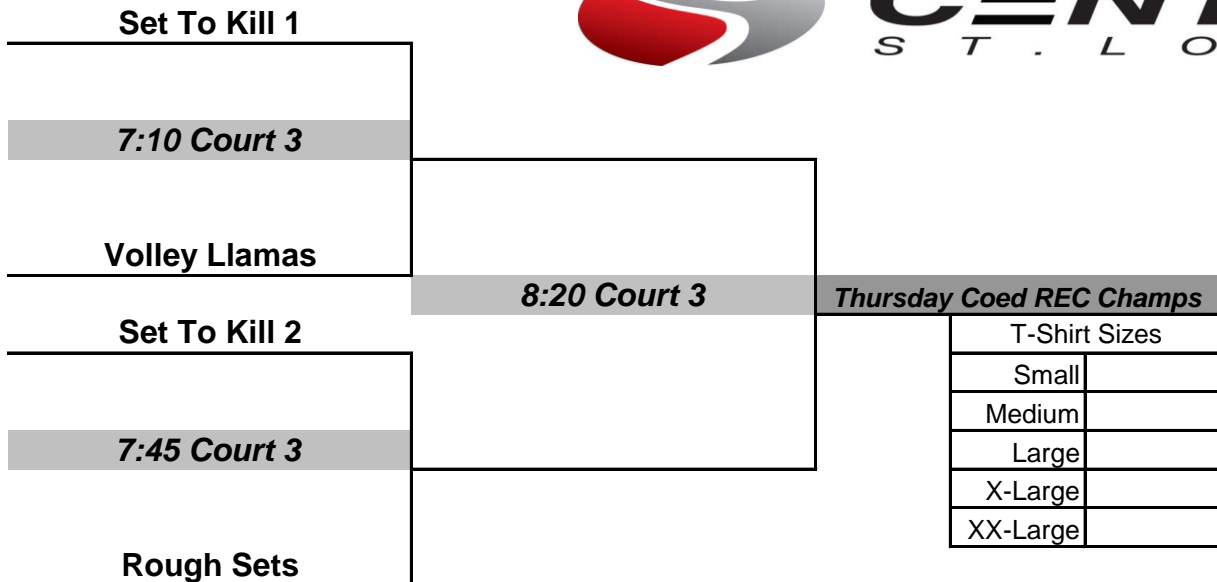 Set To Kill 1
S T . L O
7:10 Court 3
Volley Llamas
8:20 Court 3
Thursday Coed REC Champs
Set To Kill 2
T-Shirt Sizes
Small
Medium
7:45 Court 3
Large
X-Large
XX-Large
Rough Sets